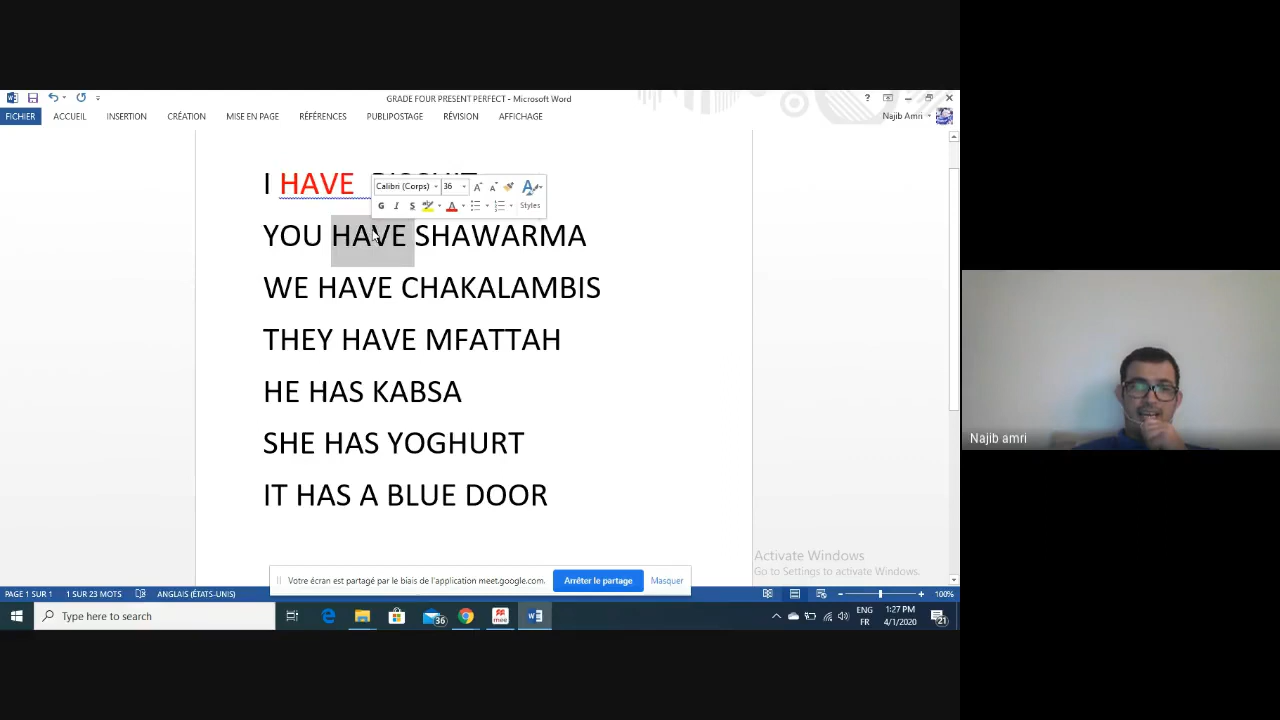 GRADE FOUR PRESENT PERFECT - Microsoft Word
?
FICHIER ACCUEIL INSERTION CRÉATION MISE EN PAGE RÉFÉRENCES PUBLIPOSTAGE RÉVISION AFFICHAGE Najib Amri
I HAVE
Calibri (Corps) 36
G I S Styles
YOU HAVE SHAWARMA
WE HAVE CHAKALAMBIS
THEY HAVE MFATTAH
HE HAS KABSA
SHE HAS YOGHURT
IT HAS A BLUE DOOR
Najib amri
Activate Windows
Go to Settings to activate Windows.
Votre écran est partagé par le biais de l'application meet.google.com. Arrêter le partage Masquer
PAGE 1 SUR 1 1 SUR 23 MOTS ANGLAIS (ÉTATS-UNIS) 100%
Type here to search 36 ENG FR 1:27 PM 4/1/2020 21